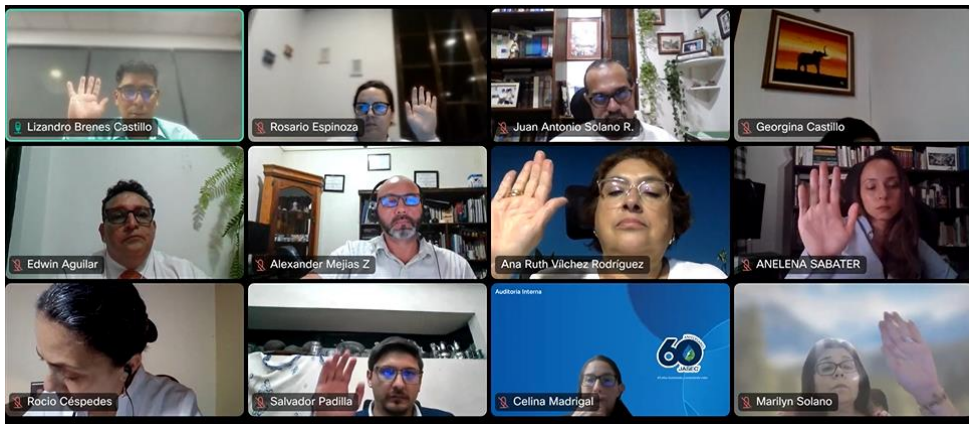 Lizandro Brenes Castillo
Rosario Espinoza
Juan Antonio Solano R.
Georgina Castillo
Edwin Aguilar
Alexander Mejias Z
Ana Ruth Vílchez Rodríguez
ANELENA SABATER
Auditoria Interna
60
JASEC
Rocio Céspedes
Salvador Padilla
Celina Madrigal
Marilyn Solano